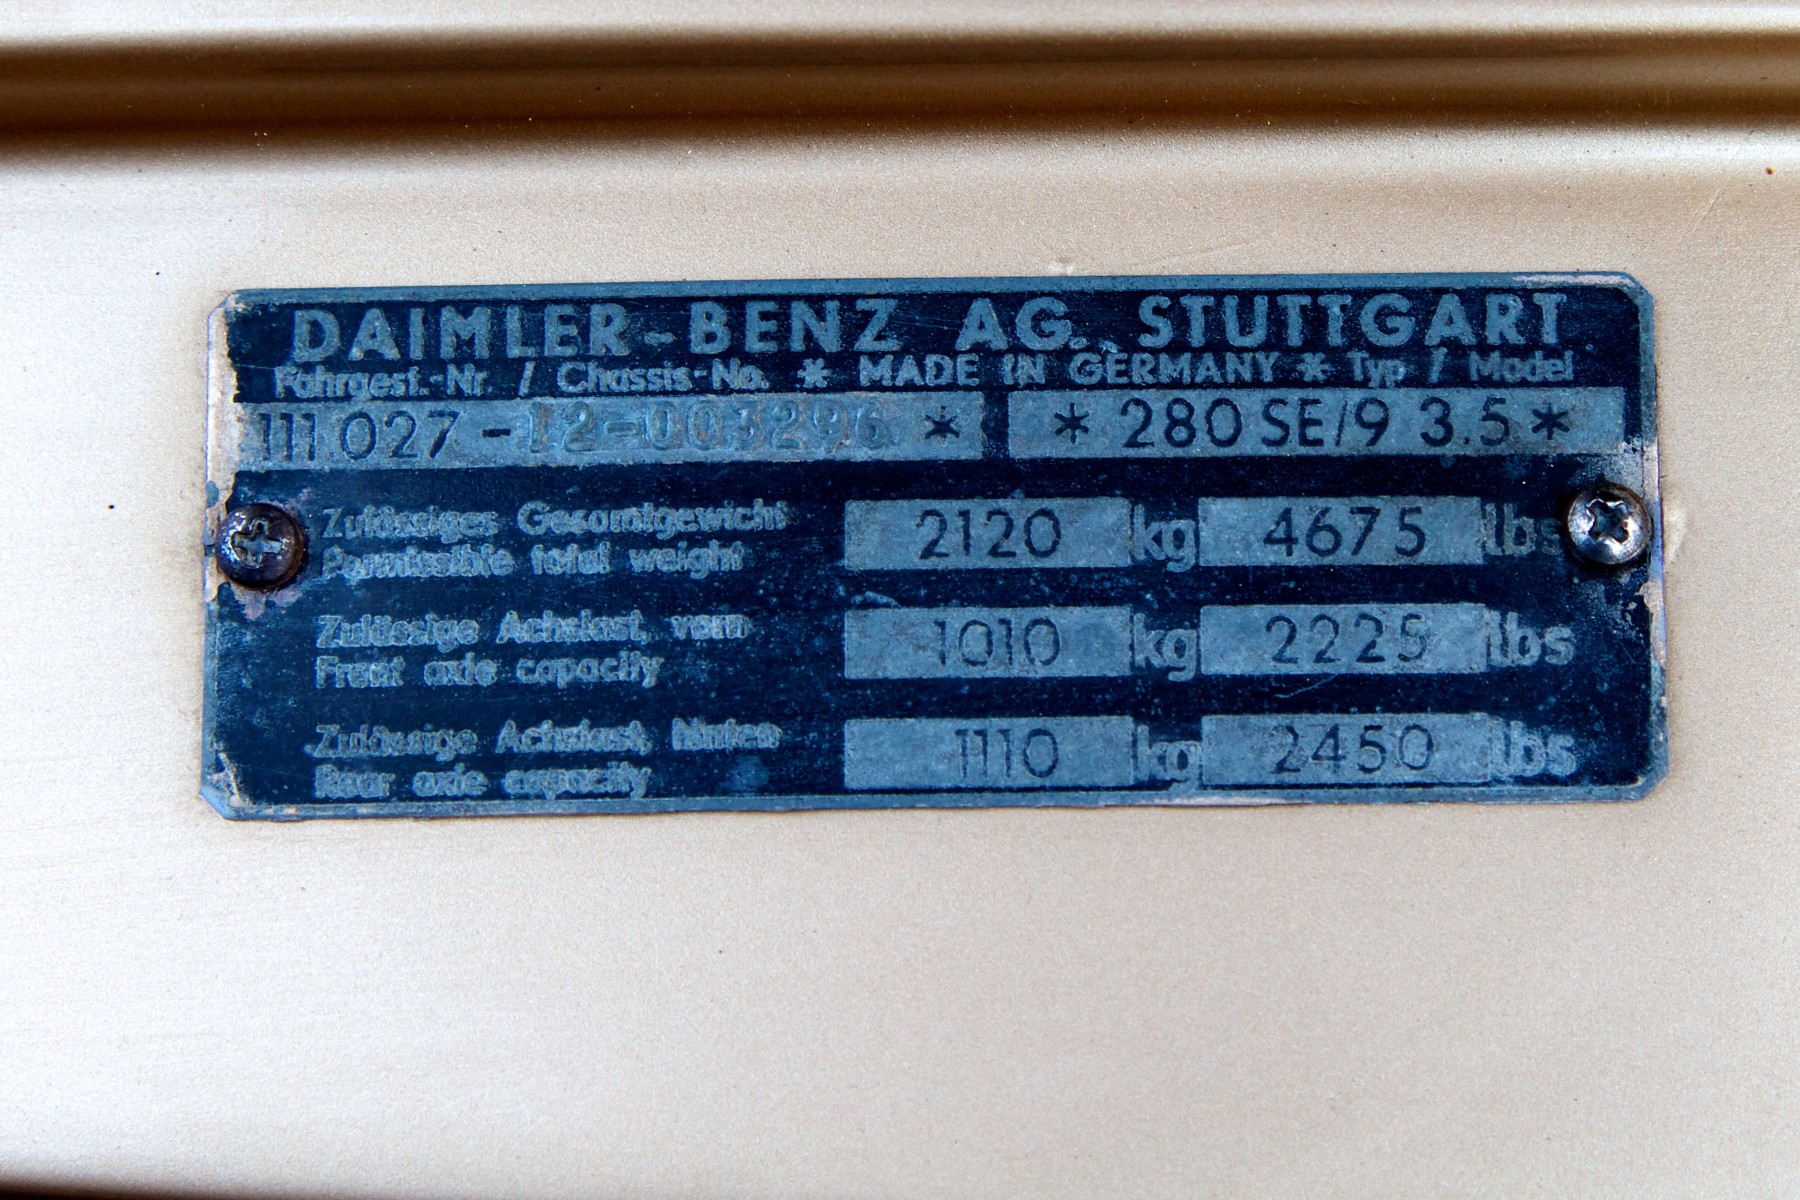 DAIMLER-BENZ AG. STUTTGART
Fahrgest.-Nr. / Chassis-No. * MADE IN GERMANY * Typ / Model
111 027 - 12-003296 * * 280 SE/9 3.5 *
Zulässiges Gesamtgewicht
Permissible total weight
2120 kg 4675 lbs
Zulässige Achslast, vorn
Front axle capacity
1010 kg 2225 lbs
Zulässige Achslast, hinten
Rear axle capacity
1110 kg 2450 lbs